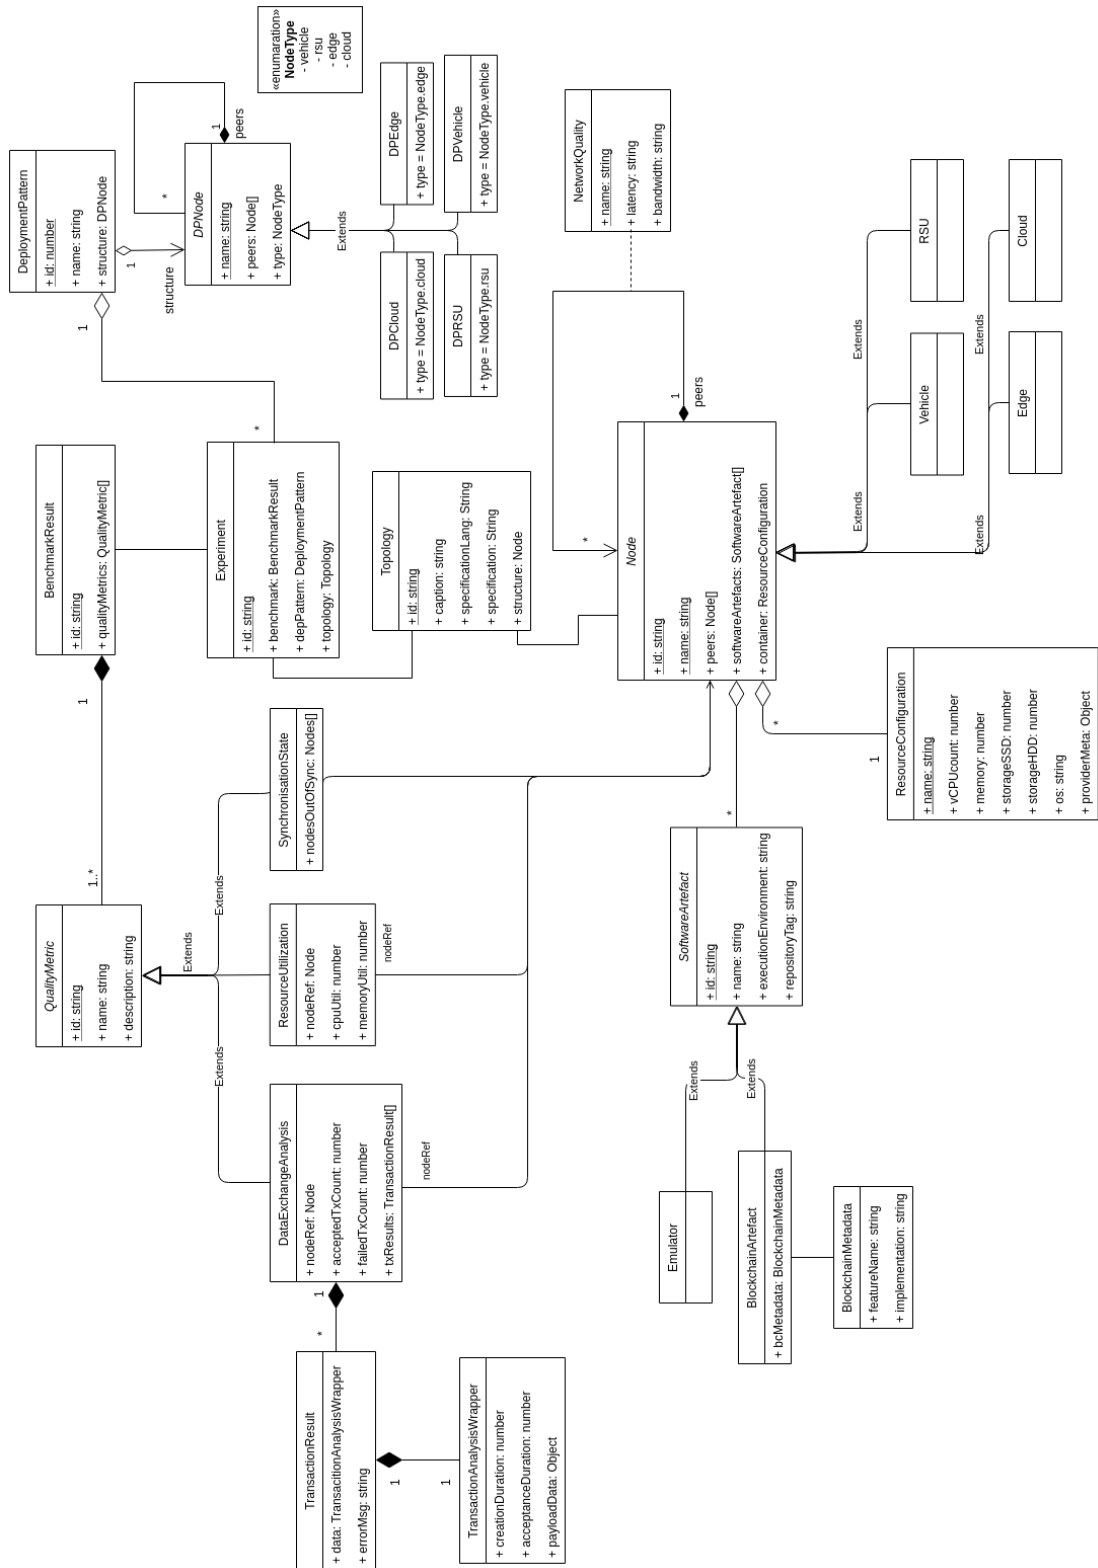 TransactionResult
+ data: TransacitionAnalysisWrapper
+ errorMsg: string
1
*
1
1
TransactionAnalysisWrapper
+ creationDuration: number
+ acceptanceDuration: number
+ payloadData: Object
DataExchangeAnalysis
+ nodeRef: Node
+ acceptedTxCount: number
+ failedTxCount: number
+ txResults: TransactionResult[]
nodeRef
QualityMetric
+ id: string
+ name: string
+ description: string
Extends
Extends
Extends
ResourceUtilization
+ nodeRef: Node
+ cpuUtil: number
+ memoryUtil: number
nodeRef
SynchronisationState
+ nodesOutOfSync: Nodes[]
1..*
1
BenchmarkResult
+ id: string
+ qualityMetrics: QualityMetric[]
Experiment
+ id: string
+ benchmark: BenchmarkResult
+ depPattern: DeploymentPattern
+ topology: Topology
*
1
DeploymentPattern
+ id: number
+ name: string
+ structure: DPNode
1
structure
DPNode
+ name: string
+ peers: Node[]
+ type: NodeType
*
1
peers
«enumaration»
NodeType
- vehicle
- rsu
- edge
- cloud
Extends
DPCloud
+ type = NodeType.cloud
DPEdge
+ type = NodeType.edge
DPRSU
+ type = NodeType.rsu
DPVehicle
+ type = NodeType.vehicle
Topology
+ id: string
+ caption: string
+ specificationLang: String
+ specification: String
+ structure: Node
NetworkQuality
+ name: string
+ latency: string
+ bandwidth: string
*
1
peers
Node
+ id: string
+ name: string
+ peers: Node[]
+ softwareArtefacts: SoftwareArtefact[]
+ container: ResourceConfiguration
*
*
1
Extends
Extends
Extends
Extends
Vehicle
RSU
Edge
Cloud
Emulator
Extends
Extends
SoftwareArtefact
+ id: string
+ name: string
+ executionEnvironment: string
+ repositoryTag: string
BlockchainArtefact
+ bcMetadata: BlockchainMetadata
BlockchainMetadata
+ featureName: string
+ implementation: string
ResourceConfiguration
+ name: string
+ vCPUcount: number
+ memory: number
+ storageSSD: number
+ storageHDD: number
+ os: string
+ providerMeta: Object